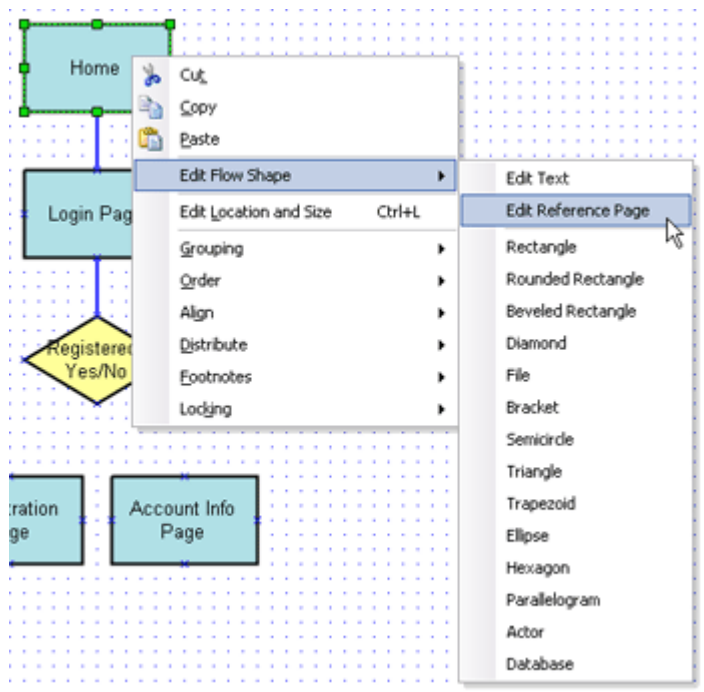 Home
Login Pag
Registered
Yes/No
ration
ge
Account Info
Page
Cut
Copy
Paste
Edit Flow Shape
Edit Location and Size Ctrl+L
Grouping
Order
Align
Distribute
Footnotes
Locking
Edit Text
Edit Reference Page
Rectangle
Rounded Rectangle
Beveled Rectangle
Diamond
File
Bracket
Semicircle
Triangle
Trapezoid
Ellipse
Hexagon
Parallelogram
Actor
Database